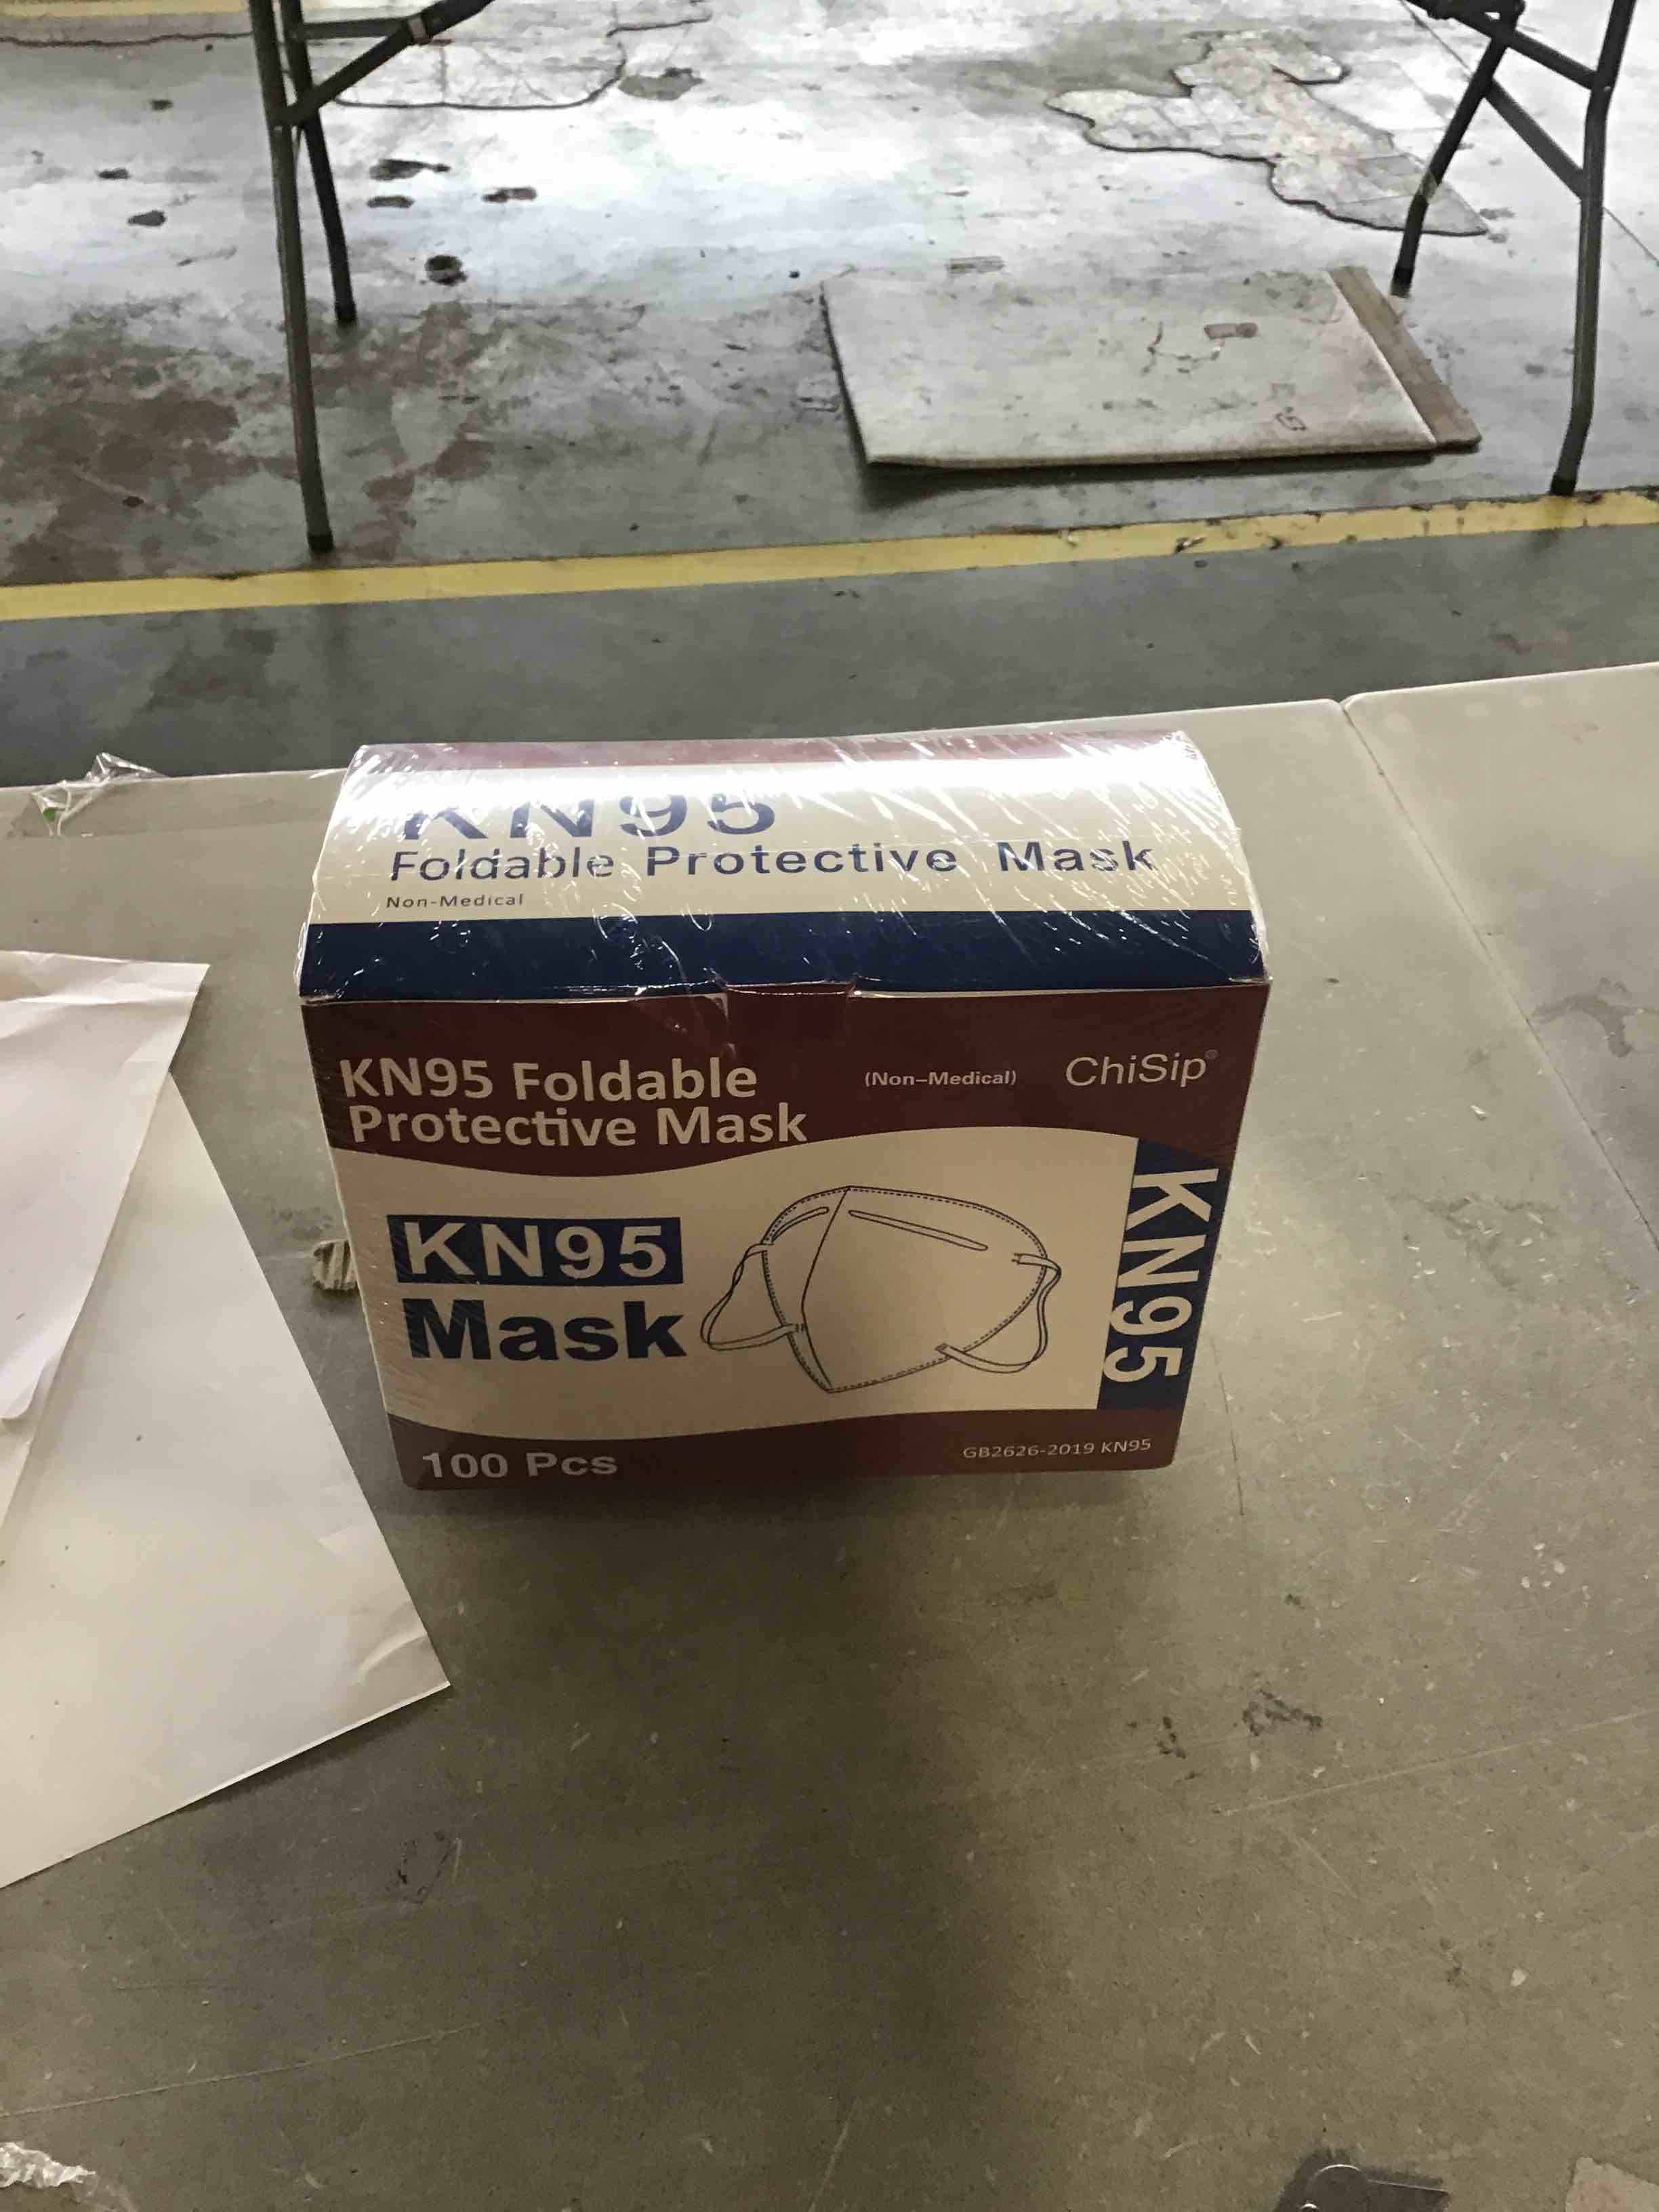 KN95
Foldable Protective Mask
Non-Medical
KN95 Foldable
Protective Mask
(Non-Medical)
ChiSip®
KN95
Mask
KN95
100 Pcs
GB2626-2019 KN95